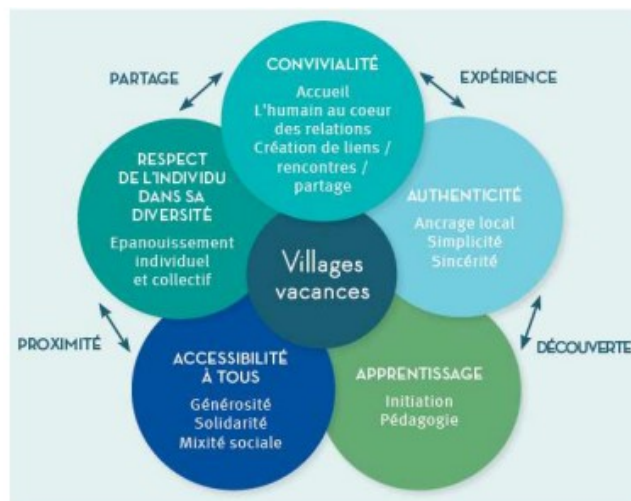 PARTAGE
EXPÉRIENCE
CONVIVIALITÉ
Accueil
L'humain au coeur
des relations
Création de liens /
rencontres /
partage
RESPECT
DE L'INDIVIDU
DANS SA
DIVERSITÉ
Epanouissement
individuel
et collectif
AUTHENTICITÉ
Ancrage local
Simplicité
Sincérité
Villages
vacances
PROXIMITÉ
DÉCOUVERTE
ACCESSIBILITÉ
À TOUS
Générosité
Solidarité
Mixité sociale
APPRENTISSAGE
Initiation
Pédagogie